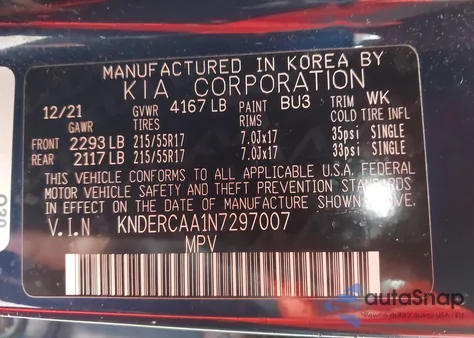 MANUFACTURED IN KOREA BY
KIA CORPORATION
12/21 GVWR 4167 LB PAINT BU3 TRIM WK
GAWR TIRES RIMS COLD TIRE INFL
FRONT 2293 LB 215/55R17 7.0Jx17 35psi SINGLE
REAR 2117 LB 215/55R17 7.0Jx17 33psi SINGLE
THIS VEHICLE CONFORMS TO ALL APPLICABLE U.S.A. FEDERAL
MOTOR VEHICLE SAFETY AND THEFT PREVENTION STANDARDS
IN EFFECT ON THE DATE OF MANUFACTURE SHOWN ABOVE.
V.I.N KNDERCAA1N7297007
MPV
autoSnap